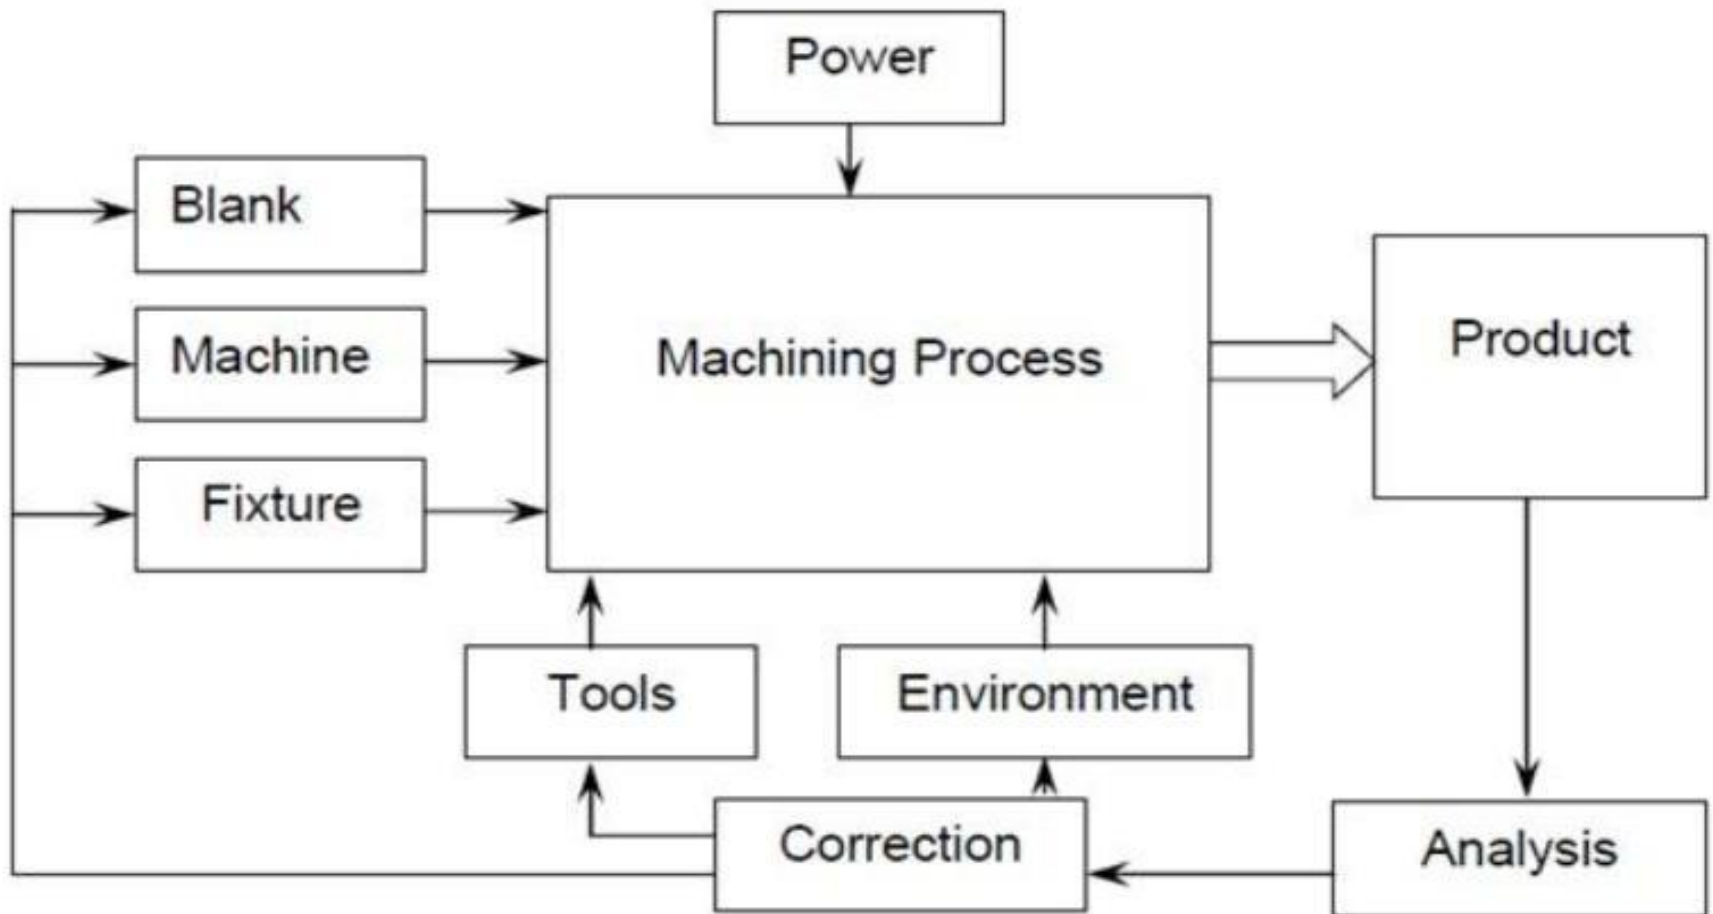 Power
Blank
Machine
Fixture
Machining Process
Product
Tools
Environment
Correction
Analysis